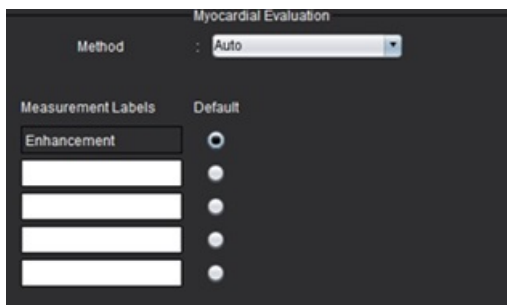 Myocardial Evaluation
Method : Auto
Measurement Labels Default
Enhancement